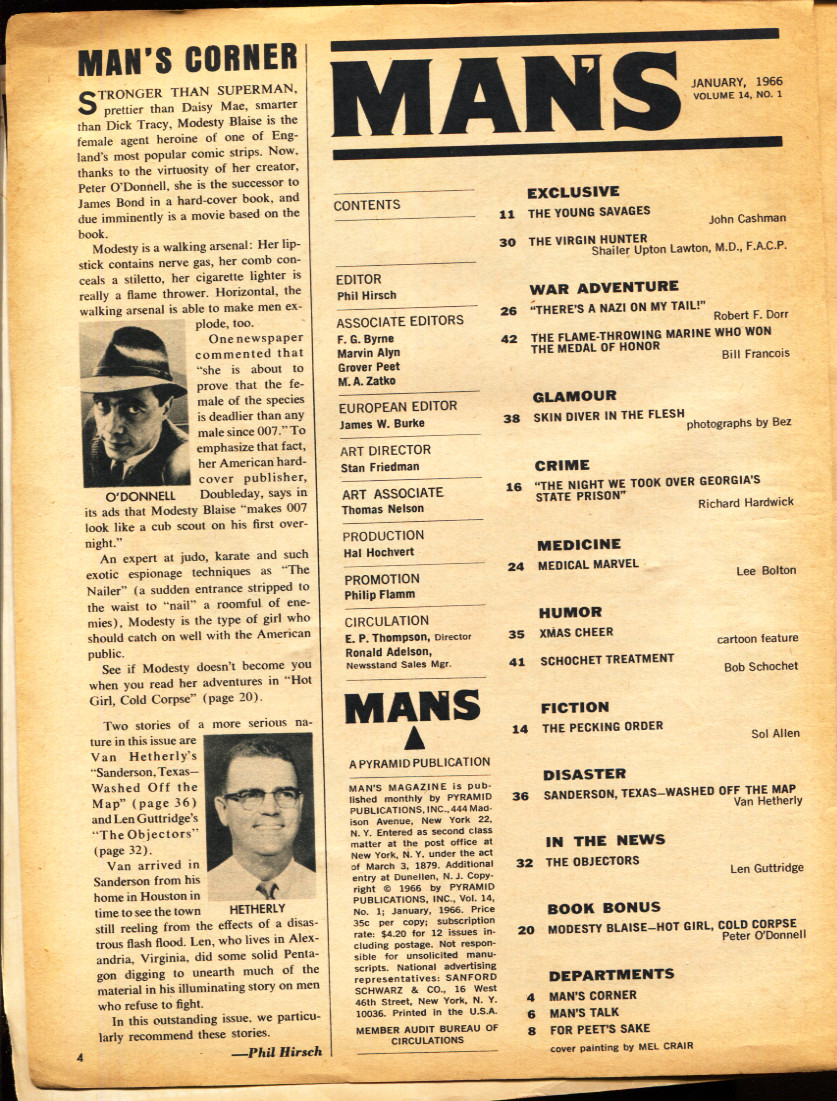 MAN'S CORNER
STRONGER THAN SUPERMAN,
prettier than Daisy Mae, smarter
than Dick Tracy, Modesty Blaise is the
female agent heroine of one of Eng-
land's most popular comic strips. Now,
thanks to the virtuosity of her creator,
Peter O'Donnell, she is the successor to
James Bond in a hard-cover book, and
due imminently is a movie based on the
book.
Modesty is a walking arsenal: Her lip-
stick contains nerve gas, her comb con-
ceals a stiletto, her cigarette lighter is
really a flame thrower. Horizontal, the
walking arsenal is able to make men ex-
plode, too.
One newspaper
commented that
"she is about to
prove that the fe-
male of the species
is deadlier than any
male since 007." To
emphasize that fact,
her American hard-
cover publisher,
O'DONNELL
Doubleday, says in
its ads that Modesty Blaise "makes 007
look like a cub scout on his first over-
night."
An expert at judo, karate and such
exotic espionage techniques as "The
Nailer" (a sudden entrance stripped to
the waist to "nail" a roomful of ene-
mies), Modesty is the type of girl who
should catch on well with the American
public.
See if Modesty doesn't become you
when you read her adventures in "Hot
Girl, Cold Corpse" (page 20).
Two stories of a more serious na-
ture in this issue are
Van Hetherly's
"Sanderson, Texas—
Washed Off the
Map" (page 36)
and Len Guttridge's
"The Objectors"
(page 32).
Van arrived in
Sanderson from his
home in Houston in
time to see the town
HETHERLY
still reeling from the effects of a disas-
trous flash flood. Len, who lives in Alex-
andria, Virginia, did some solid Penta-
gon digging to unearth much of the
material in his illuminating story on men
who refuse to fight.
In this outstanding issue, we particu-
larly recommend these stories.
—Phil Hirsch
4
MAN'S
JANUARY, 1966
VOLUME 14, NO. 1
CONTENTS
EDITOR
Phil Hirsch
ASSOCIATE EDITORS
F. G. Byrne
Marvin Alyn
Grover Peet
M. A. Zatko
EUROPEAN EDITOR
James W. Burke
ART DIRECTOR
Stan Friedman
ART ASSOCIATE
Thomas Nelson
PRODUCTION
Hal Hochvert
PROMOTION
Philip Flamm
CIRCULATION
E. P. Thompson, Director
Ronald Adelson,
Newsstand Sales Mgr.
MAN'S
A PYRAMID PUBLICATION
MAN'S MAGAZINE is pub-
lished monthly by PYRAMID
PUBLICATIONS, INC., 444 Mad-
ison Avenue, New York 22,
N. Y. Entered as second class
matter at the post office at
New York, N. Y. under the act
of March 3, 1879. Additional
entry at Dunellen, N. J. Copy-
right © 1966 by PYRAMID
PUBLICATIONS, INC., Vol. 14,
No. 1; January, 1966. Price
35c per copy; subscription
rate: $4.20 for 12 issues in-
cluding postage. Not respon-
sible for unsolicited manu-
scripts. National advertising
representatives: SANFORD
SCHWARZ & CO., 16 West
46th Street, New York, N. Y.
10036. Printed in the U.S.A.
MEMBER AUDIT BUREAU OF
CIRCULATIONS
EXCLUSIVE
11 THE YOUNG SAVAGES
John Cashman
30 THE VIRGIN HUNTER
Shailer Upton Lawton, M.D., F.A.C.P.
WAR ADVENTURE
26 "THERE'S A NAZI ON MY TAIL!"
Robert F. Dorr
42 THE FLAME-THROWING MARINE WHO WON
THE MEDAL OF HONOR
Bill Francois
GLAMOUR
38 SKIN DIVER IN THE FLESH
photographs by Bez
CRIME
16 "THE NIGHT WE TOOK OVER GEORGIA'S
STATE PRISON"
Richard Hardwick
MEDICINE
24 MEDICAL MARVEL
Lee Bolton
HUMOR
35 XMAS CHEER
cartoon feature
41 SCHOCHET TREATMENT
Bob Schochet
FICTION
14 THE PECKING ORDER
Sol Allen
DISASTER
36 SANDERSON, TEXAS—WASHED OFF THE MAP
Van Hetherly
IN THE NEWS
32 THE OBJECTORS
Len Guttridge
BOOK BONUS
20 MODESTY BLAISE—HOT GIRL, COLD CORPSE
Peter O'Donnell
DEPARTMENTS
4 MAN'S CORNER
6 MAN'S TALK
8 FOR PEET'S SAKE
cover painting by MEL CRAIR